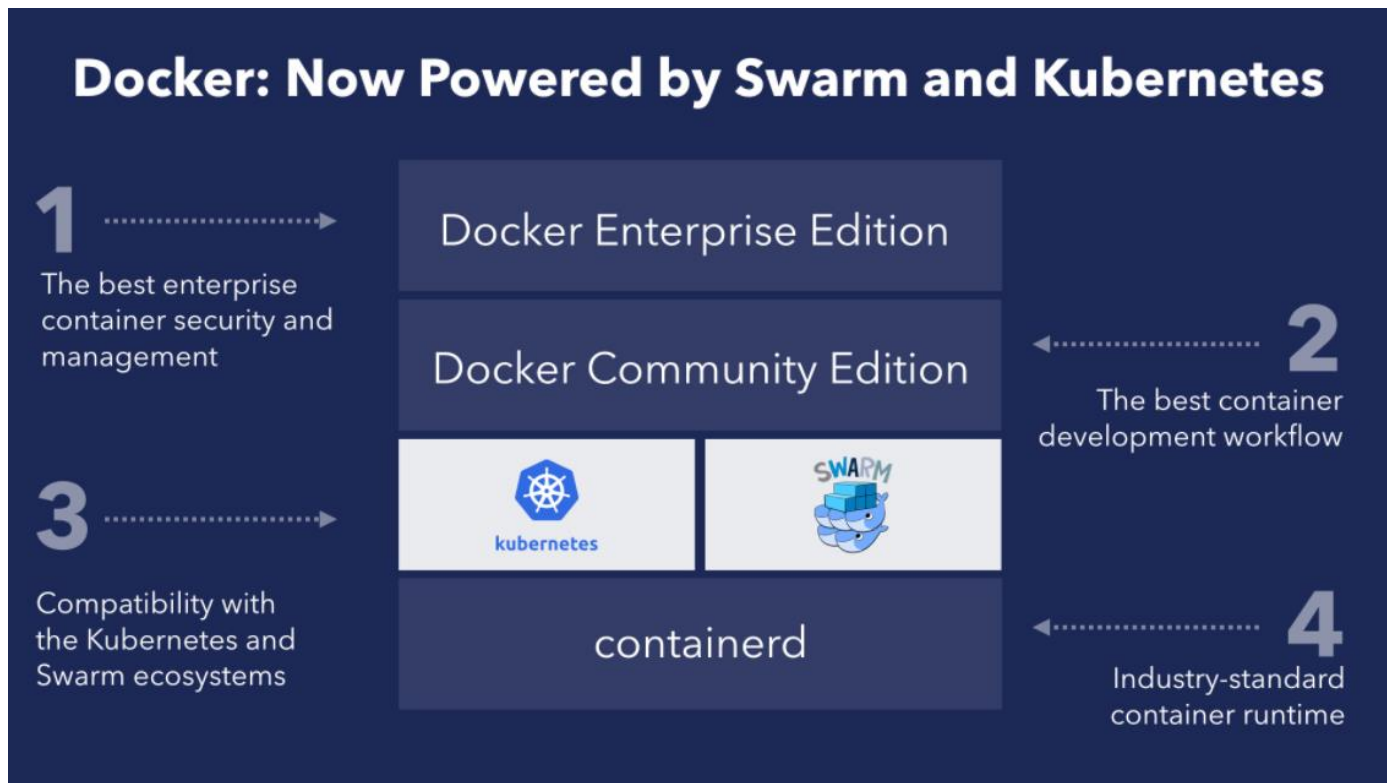 Docker: Now Powered by Swarm and Kubernetes
1
The best enterprise
container security and
management
Docker Enterprise Edition
Docker Community Edition
2
The best container
development workflow
3
Compatibility with
the Kubernetes and
Swarm ecosystems
kubernetes
SWARM
containerd
4
Industry-standard
container runtime